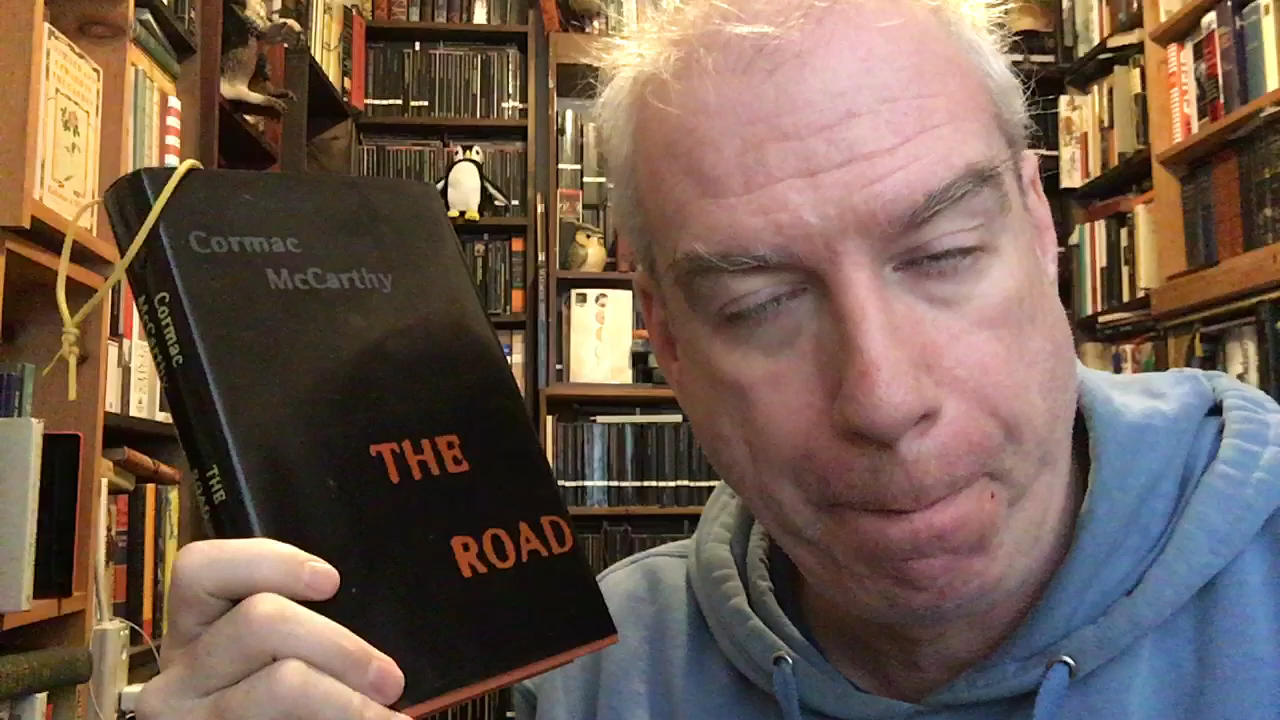 Cormac
McCarthy
THE
ROAD
Cormac
McCarthy
THE
ROAD